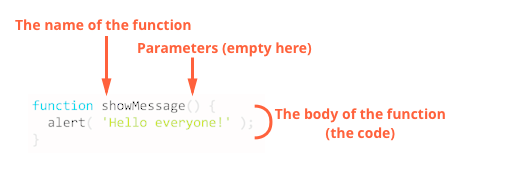 The name of the function
Parameters (empty here)
function showMessage() {
alert( 'Hello everyone!' );
}
The body of the function
(the code)